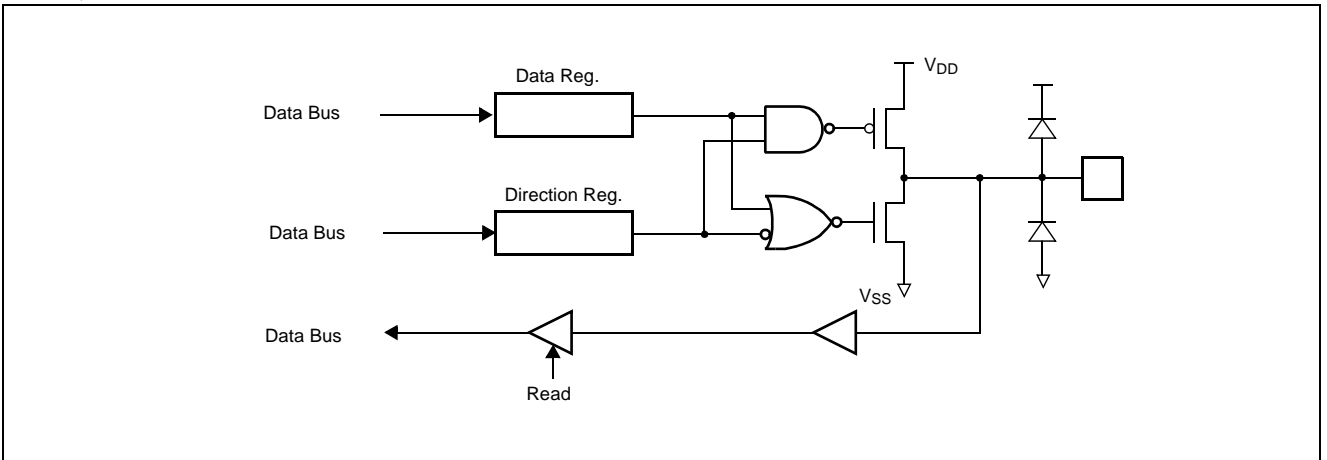 Data Reg.
Data Bus
VDD
Direction Reg.
Data Bus
VSS
Data Bus
Read